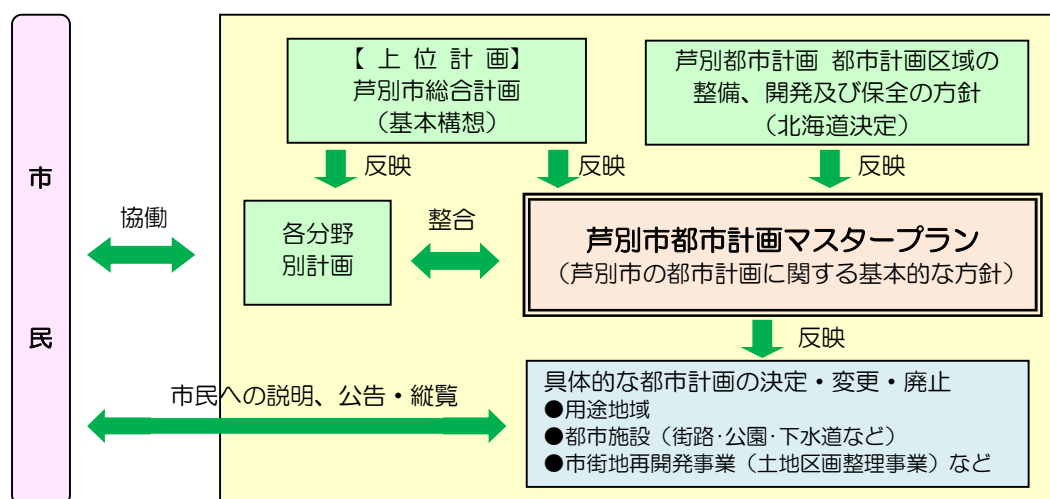 市
民
【 上 位 計 画】
芦別市総合計画
（基本構想）
芦別都市計画 都市計画区域の
整備、開発及び保全の方針
（北海道決定）
反映
反映
反映
協働
各分野
別計画
整合
芦別市都市計画マスタープラン
（芦別市の都市計画に関する基本的な方針）
反映
市民への説明、公告・縦覧
具体的な都市計画の決定・変更・廃止
●用途地域
●都市施設（街路･公園･下水道など）
●市街地再開発事業（土地区画整理事業）など